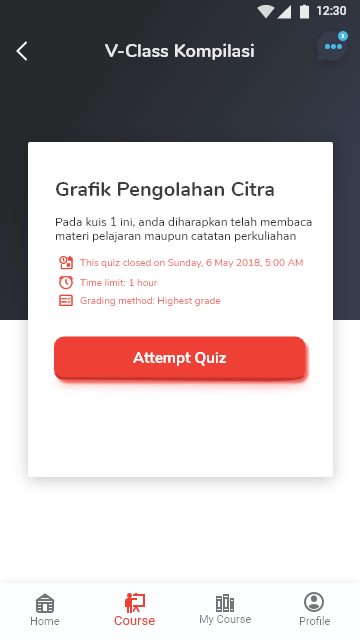 12:30
V-Class Kompilasi
1
Grafik Pengolahan Citra
Pada kuis 1 ini, anda diharapkan telah membaca
materi pelajaran maupun catatan perkuliahan
This quiz closed on Sunday, 6 May 2018, 5:00 AM
Time limit: 1 hour
Grading method: Highest grade
Attempt Quiz
Home Course My Course Profile